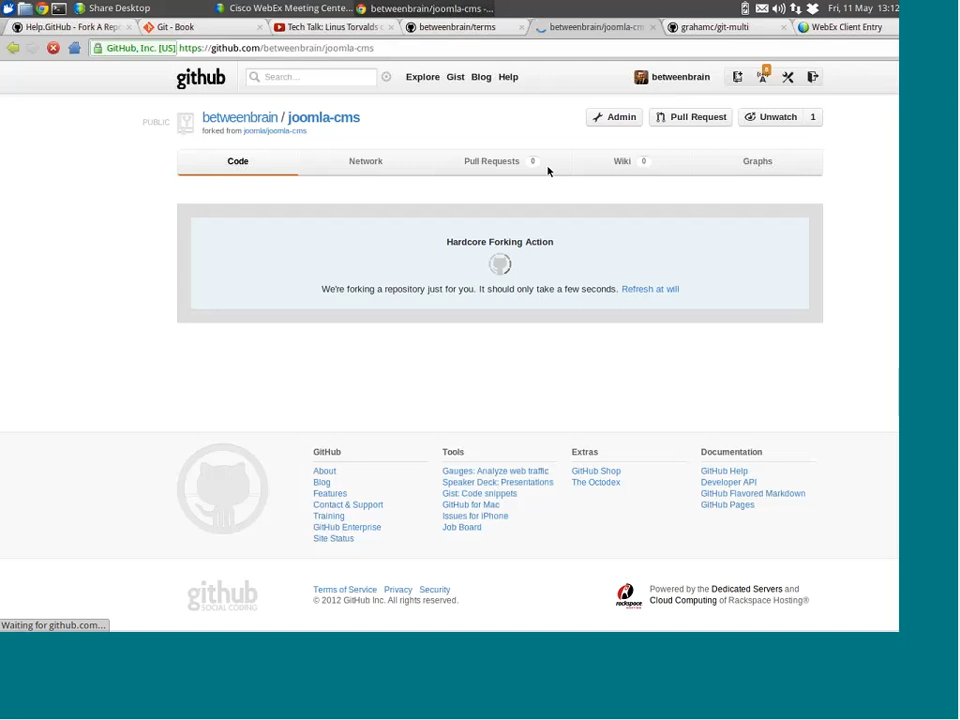 Share Desktop
Cisco WebEx Meeting Cente...
betweenbrain/joomla-cms -...
Fri, 11 May 13:12
Help.GitHub - Fork A Rep
Git - Book
Tech Talk: Linus Torvalds o
betweenbrain/terms
betweenbrain/joomla-cms
grahamc/git-multi
WebEx Client Entry
GitHub, Inc. [US] https://github.com/betweenbrain/joomla-cms
github
Search...
Explore Gist Blog Help
betweenbrain
8
PUBLIC
betweenbrain / joomla-cms
forked from joomla/joomla-cms
Admin
Pull Request
Unwatch 1
Code
Network
Pull Requests 0
Wiki 0
Graphs
Hardcore Forking Action
We're forking a repository just for you. It should only take a few seconds. Refresh at will
GitHub
About
Blog
Features
Contact & Support
Training
GitHub Enterprise
Site Status
Tools
Gauges: Analyze web traffic
Speaker Deck: Presentations
Gist: Code snippets
GitHub for Mac
Issues for iPhone
Job Board
Extras
GitHub Shop
The Octodex
Documentation
GitHub Help
Developer API
GitHub Flavored Markdown
GitHub Pages
github
SOCIAL CODING
Terms of Service Privacy Security
© 2012 GitHub Inc. All rights reserved.
rackspace
Powered by the Dedicated Servers and
Cloud Computing of Rackspace Hosting®
Waiting for github.com...